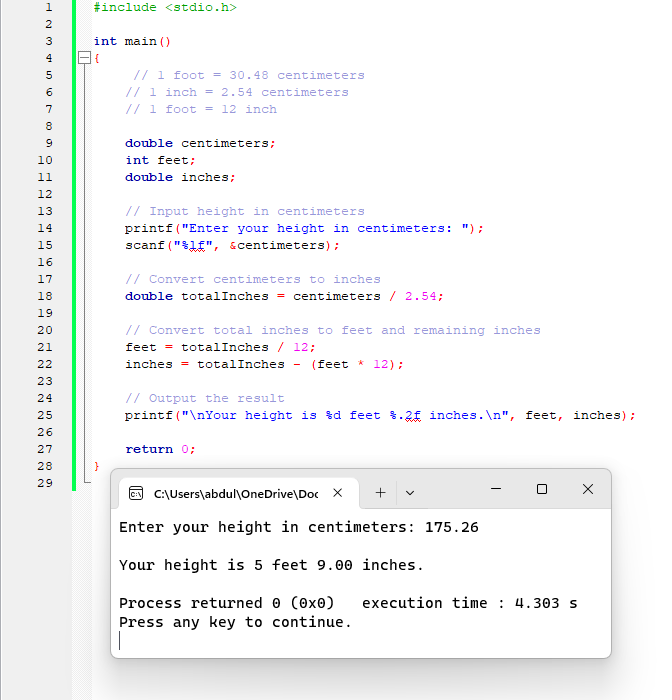 1 #include <stdio.h>
2
3 int main()
4 {
5 // 1 foot = 30.48 centimeters
6 // 1 inch = 2.54 centimeters
7 // 1 foot = 12 inch
8
9 double centimeters;
10 int feet;
11 double inches;
12
13 // Input height in centimeters
14 printf("Enter your height in centimeters: ");
15 scanf("%lf", &centimeters);
16
17 // Convert centimeters to inches
18 double totalInches = centimeters / 2.54;
19
20 // Convert total inches to feet and remaining inches
21 feet = totalInches / 12;
22 inches = totalInches - (feet * 12);
23
24 // Output the result
25 printf("\nYour height is %d feet %.2f inches.\n", feet, inches);
26
27 return 0;
28 }
29
C:\Users\abdul\OneDrive\Doc
Enter your height in centimeters: 175.26
Your height is 5 feet 9.00 inches.
Process returned 0 (0x0)   execution time : 4.303 s
Press any key to continue.